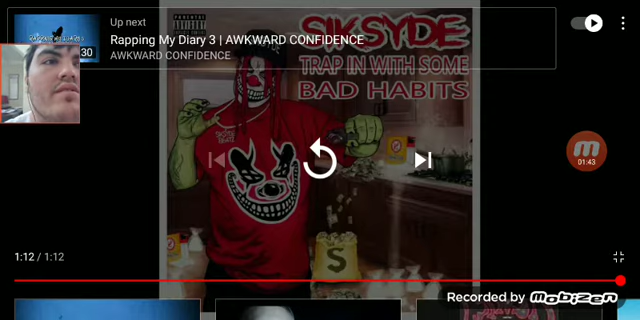 Up next
Rapping My Diary 3 | AWKWARD CONFIDENCE
AWKWARD CONFIDENCE
30
PARENTAL
SIKSYDE
TRAP IN WITH SOME
BAD HABITS
$
01:43
1:12 / 1:12
Recorded by MOBIZEN